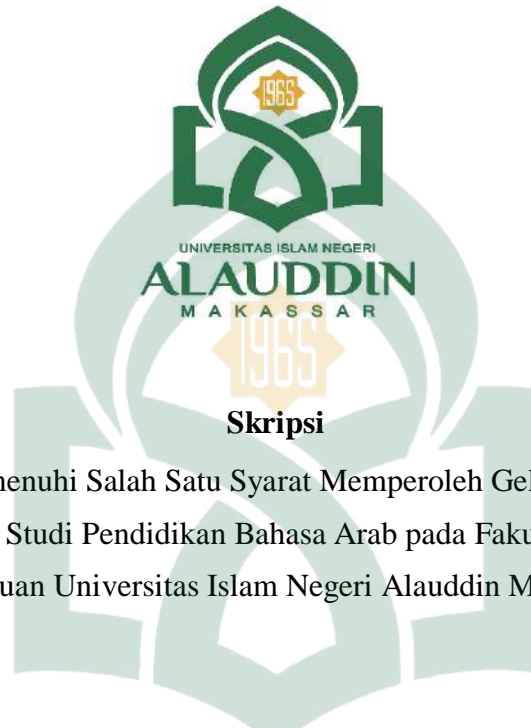 1965
UNIVERSITAS ISLAM NEGERI
ALAUDDIN
MAKASSAR
1965
Skripsi
menuhi Salah Satu Syarat Memperoleh Gel
Studi Pendidikan Bahasa Arab pada Faku
uan Universitas Islam Negeri Alauddin M